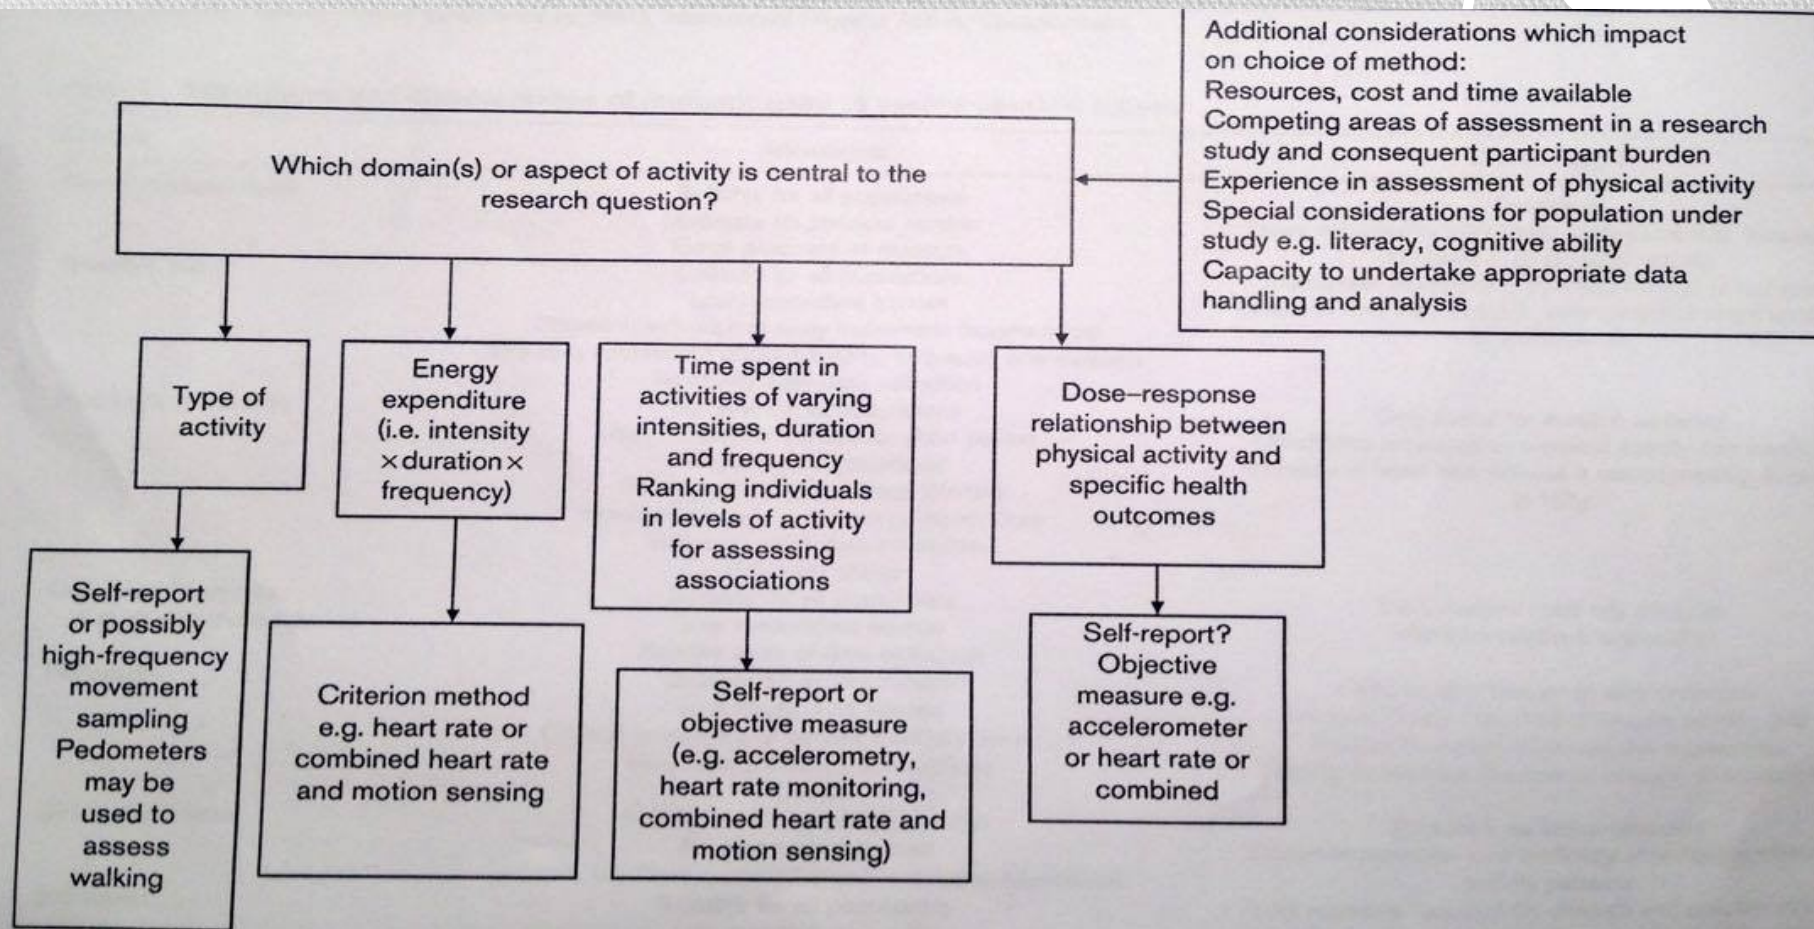 Additional considerations which impact
on choice of method:
Resources, cost and time available
Competing areas of assessment in a research
study and consequent participant burden
Experience in assessment of physical activity
Special considerations for population under
study e.g. literacy, cognitive ability
Capacity to undertake appropriate data
handling and analysis
Which domain(s) or aspect of activity is central to the
research question?
Type of
activity
Energy
expenditure
(i.e. intensity
×duration×
frequency)
Time spent in
activities of varying
intensities, duration
and frequency
Ranking individuals
in levels of activity
for assessing
associations
Dose–response
relationship between
physical activity and
specific health
outcomes
Self-report
or possibly
high-frequency
movement
sampling
Pedometers
may be
used to
assess
walking
Criterion method
e.g. heart rate or
combined heart rate
and motion sensing
Self-report or
objective measure
(e.g. accelerometry,
heart rate monitoring,
combined heart rate and
motion sensing)
Self-report?
Objective
measure e.g.
accelerometer
or heart rate or
combined